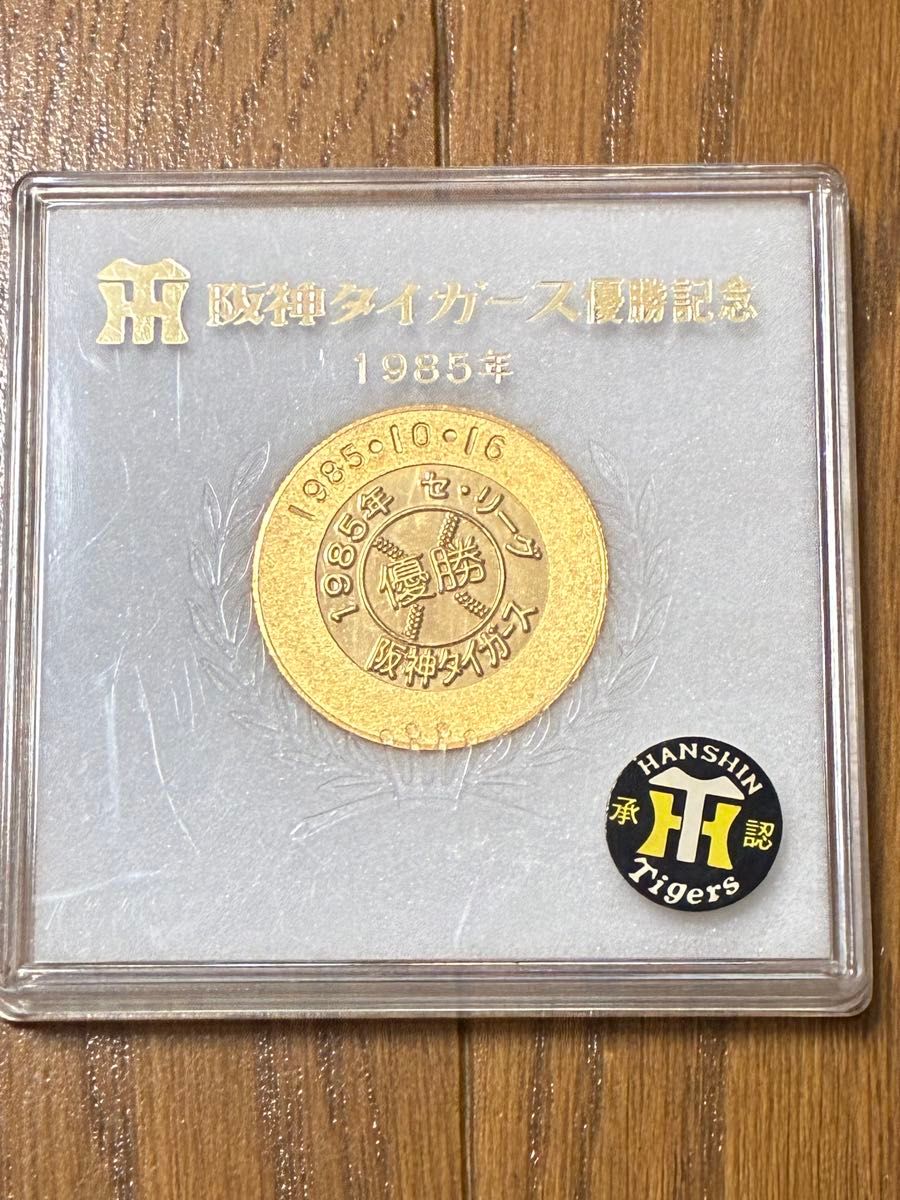 阪神タイガース優勝記念
1985年
1985・10・16
1985年 セ・リーグ
優勝
阪神タイガース
HANSHIN
承認
Tigers